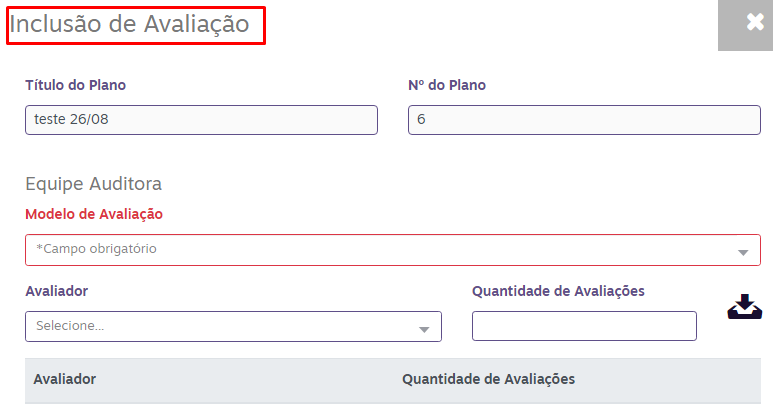 Inclusão de Avaliação
Título do Plano Nº do Plano
teste 26/08 6
Equipe Auditora
Modelo de Avaliação
*Campo obrigatório
Avaliador Quantidade de Avaliações
Selecione...
Avaliador Quantidade de Avaliações